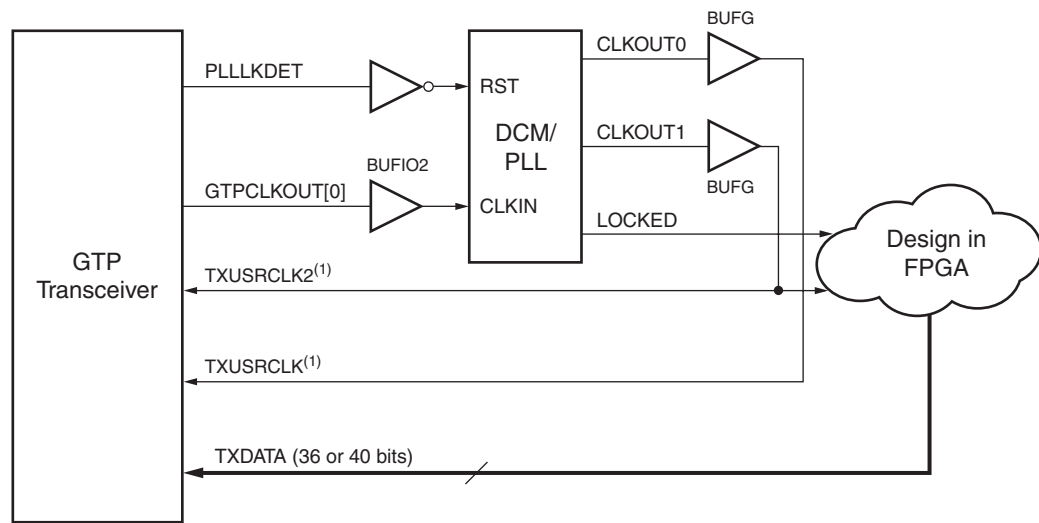 BUFG
CLKOUT0
PLLLKDET
RST
DCM/
PLL
CLKOUT1
BUFG
BUFIO2
GTPCLKOUT[0]
CLKIN
LOCKED
Design in
FPGA
GTP
Transceiver
TXUSRCLK2(1)
TXUSRCLK(1)
TXDATA (36 or 40 bits)